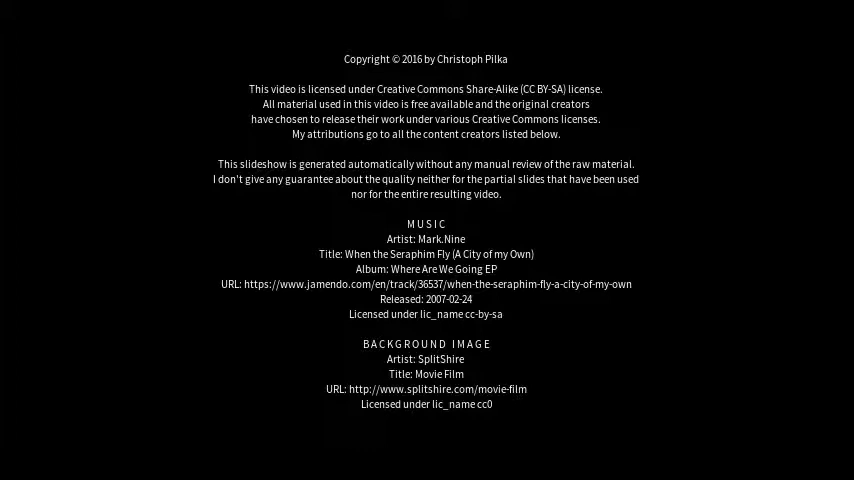 Copyright © 2016 by Christoph Pilka
This video is licensed under Creative Commons Share-Alike (CC BY-SA) license.
All material used in this video is free available and the original creators
have chosen to release their work under various Creative Commons licenses.
My attributions go to all the content creators listed below.
This slideshow is generated automatically without any manual review of the raw material.
I don't give any guarantee about the quality neither for the partial slides that have been used
nor for the entire resulting video.
M U S I C
Artist: Mark.Nine
Title: When the Seraphim Fly (A City of my Own)
Album: Where Are We Going EP
URL: https://www.jamendo.com/en/track/36537/when-the-seraphim-fly-a-city-of-my-own
Released: 2007-02-24
Licensed under lic_name cc-by-sa
B A C K G R O U N D   I M A G E
Artist: SplitShire
Title: Movie Film
URL: http://www.splitshire.com/movie-film
Licensed under lic_name cc0